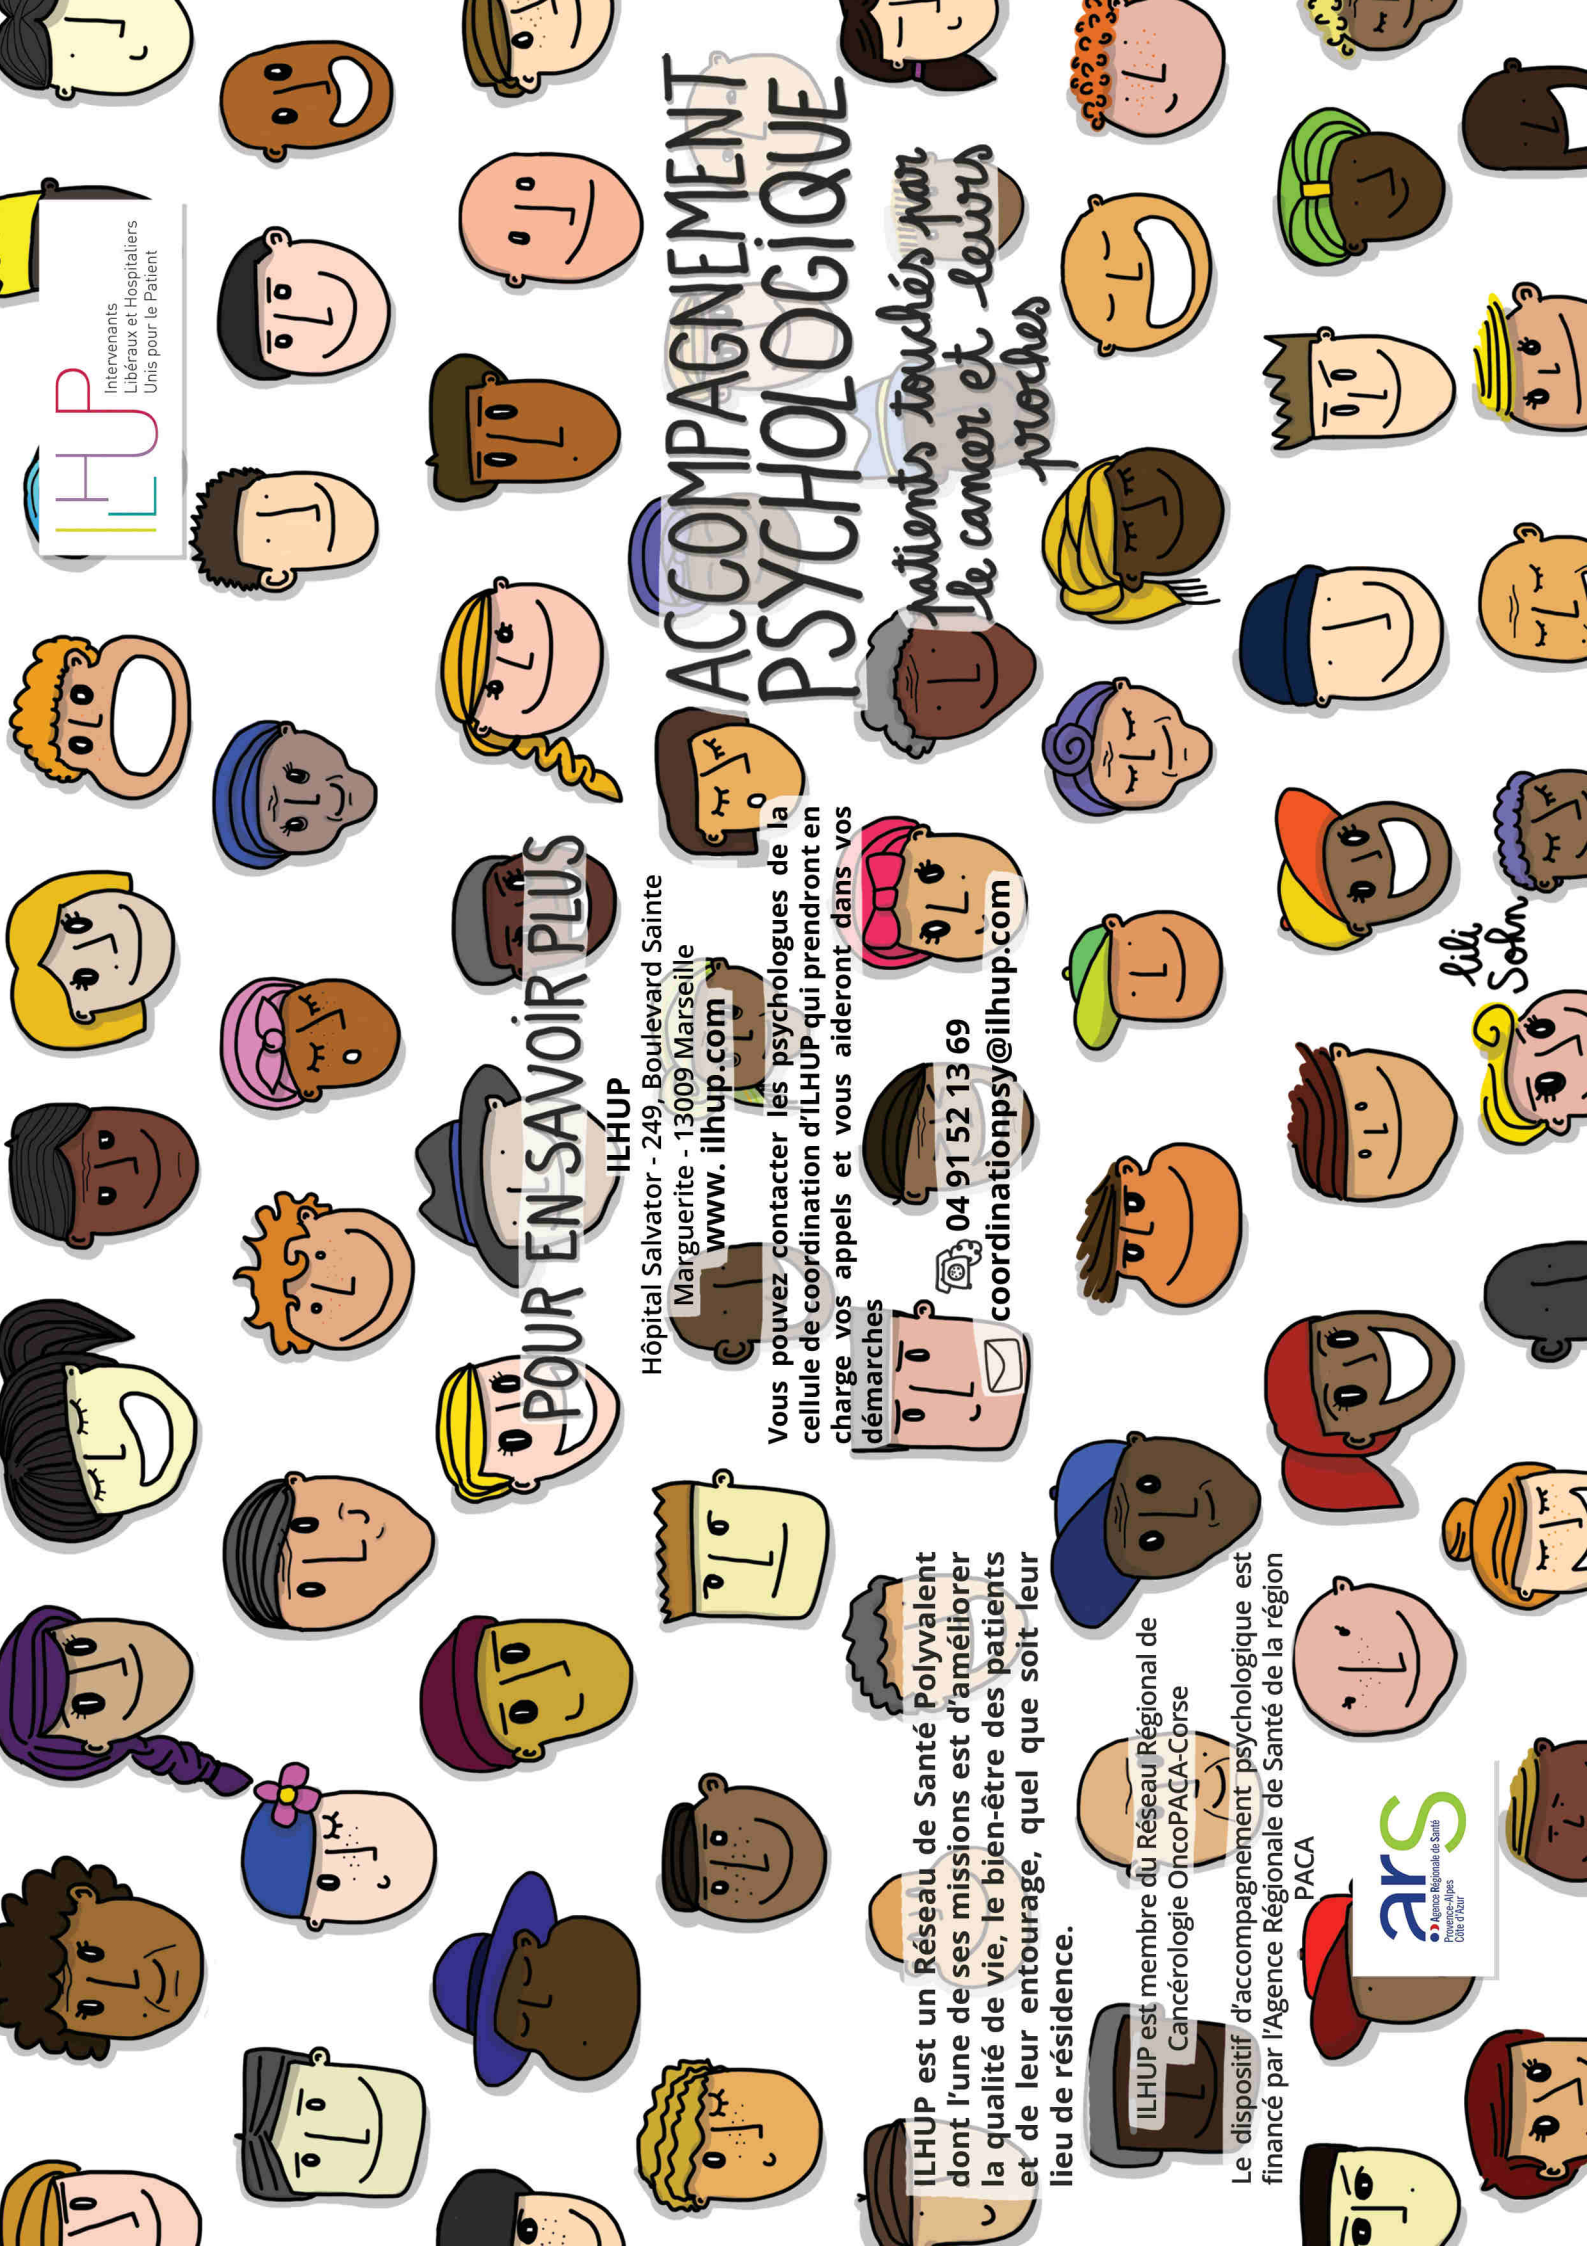 ILHUP est un Réseau de Santé Polyvalent
dont l'une de ses missions est d'améliorer
la qualité de vie, le bien-être des patients
et de leur entourage, quel que soit leur
lieu de résidence.
ILHUP est membre du Réseau Régional de
Cancérologie OncoPACA-Corse
Le dispositif d'accompagnement psychologique est
financé par l'Agence Régionale de Santé de la région
PACA
ars
Agence Régionale de Santé
Provence-Alpes
Côte d'Azur
POUR EN SAVOIR PLUS
ILHUP
Hôpital Salvator - 249, Boulevard Sainte
Marguerite - 13009 Marseille
www. ilhup.com
Vous pouvez contacter les psychologues de la
cellule de coordination d'ILHUP qui prendront en
charge vos appels et vous aideront dans vos
démarches
04 91 52 13 69
coordinationpsy@ilhup.com
lili
Sohn
ILHUP
Intervenants
Libéraux et Hospitaliers
Unis pour le Patient
ACCOMPAGNEMENT
PSYCHOLOGIQUE
patients touchés par
le cancer et leurs
proches